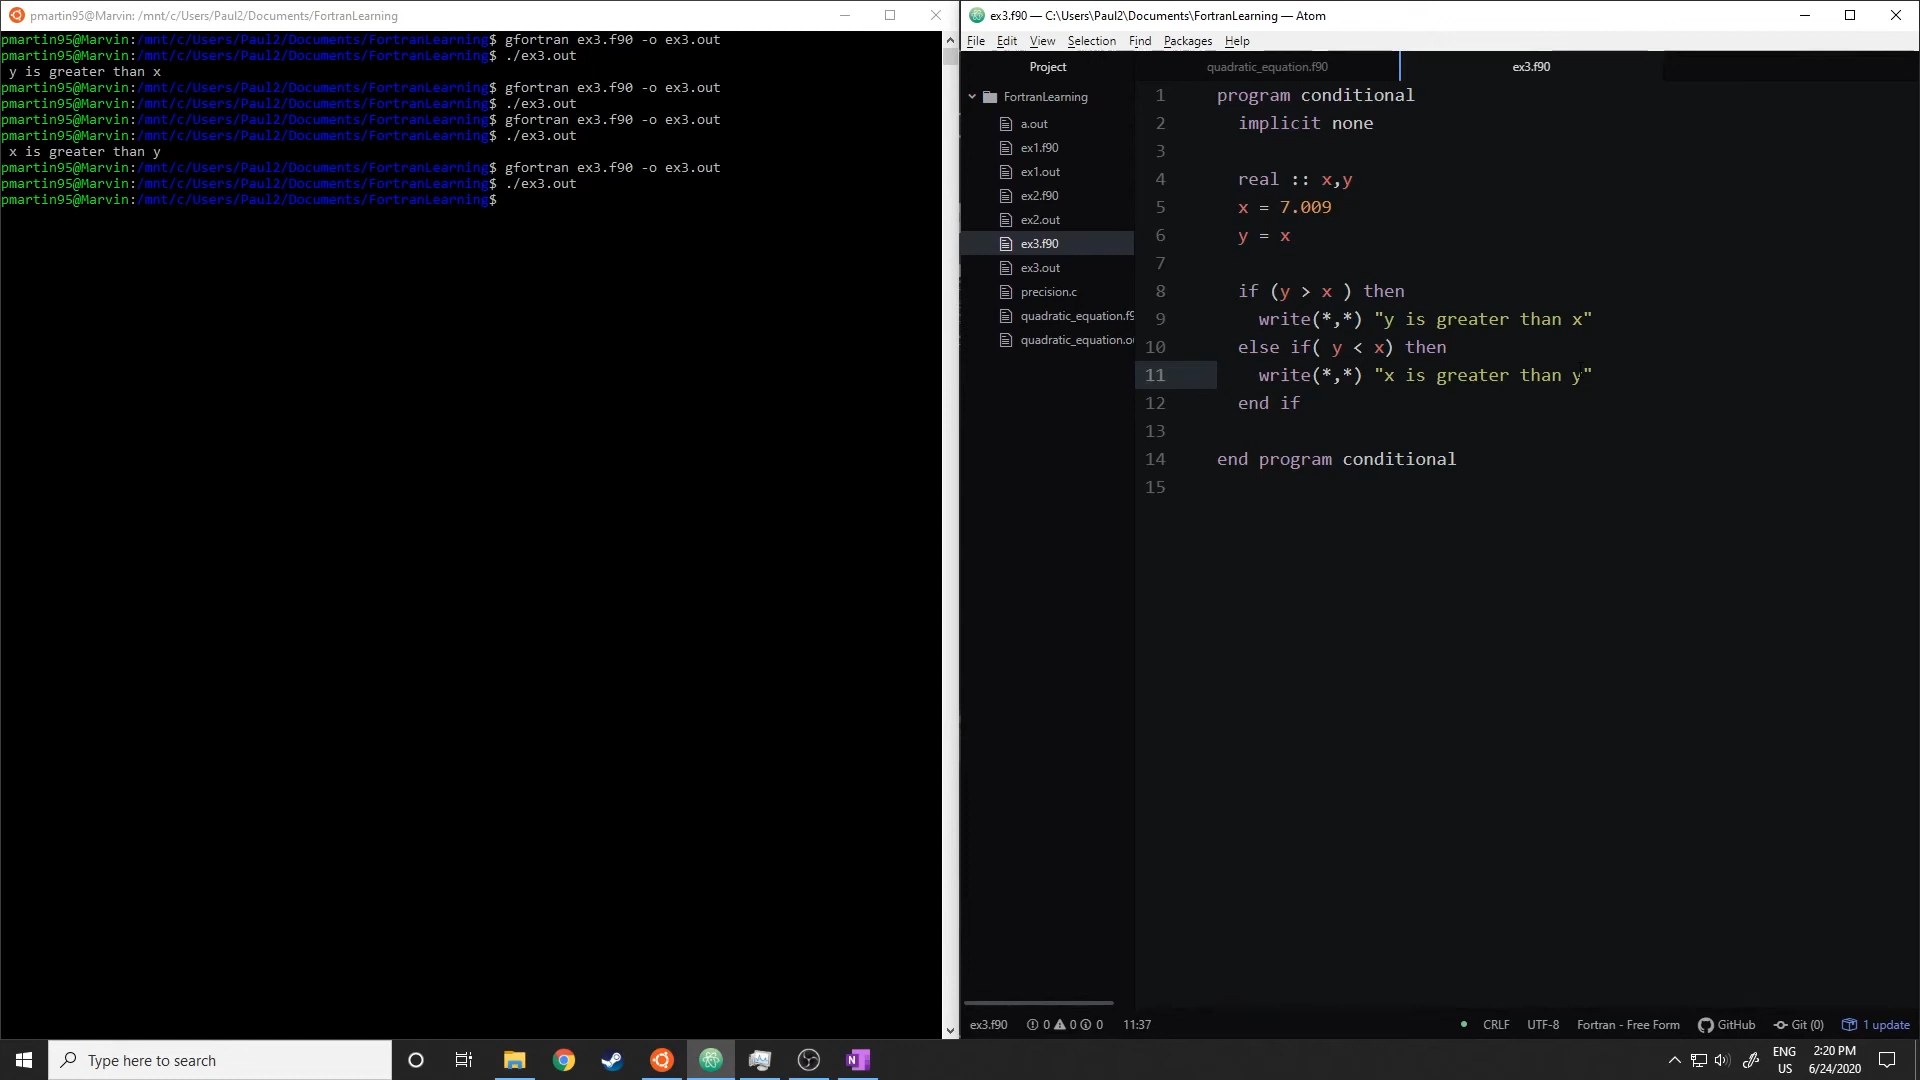 pmartin95@Marvin: /mnt/c/Users/Paul2/Documents/FortranLearning
pmartin95@Marvin:/mnt/c/Users/Paul2/Documents/FortranLearning$ gfortran ex3.f90 -o ex3.out
pmartin95@Marvin:/mnt/c/Users/Paul2/Documents/FortranLearning$ ./ex3.out
y is greater than x
pmartin95@Marvin:/mnt/c/Users/Paul2/Documents/FortranLearning$ gfortran ex3.f90 -o ex3.out
pmartin95@Marvin:/mnt/c/Users/Paul2/Documents/FortranLearning$ ./ex3.out
pmartin95@Marvin:/mnt/c/Users/Paul2/Documents/FortranLearning$ gfortran ex3.f90 -o ex3.out
pmartin95@Marvin:/mnt/c/Users/Paul2/Documents/FortranLearning$ ./ex3.out
x is greater than y
pmartin95@Marvin:/mnt/c/Users/Paul2/Documents/FortranLearning$ gfortran ex3.f90 -o ex3.out
pmartin95@Marvin:/mnt/c/Users/Paul2/Documents/FortranLearning$ ./ex3.out
pmartin95@Marvin:/mnt/c/Users/Paul2/Documents/FortranLearning$
ex3.f90 — C:\Users\Paul2\Documents\FortranLearning — Atom
File Edit View Selection Find Packages Help
Project
FortranLearning
a.out
ex1.f90
ex1.out
ex2.f90
ex2.out
ex3.f90
ex3.out
precision.c
quadratic_equation.f9
quadratic_equation.o
quadratic_equation.f90 ex3.f90
1 program conditional
2 implicit none
3
4 real :: x,y
5 x = 7.009
6 y = x
7
8 if (y > x ) then
9 write(*,*) "y is greater than x"
10 else if( y < x) then
11 write(*,*) "x is greater than y"
12 end if
13
14 end program conditional
15
ex3.f90 0 0 0 11:37 CRLF UTF-8 Fortran - Free Form GitHub Git (0) 1 update
Type here to search
ENG
US
2:20 PM
6/24/2020